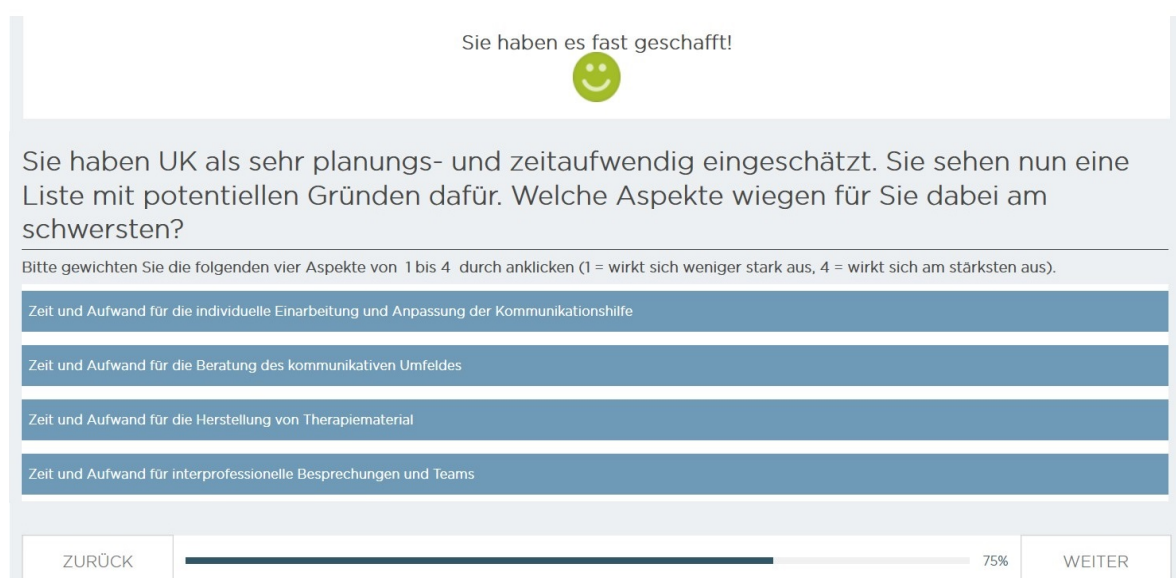 Sie haben es fast geschafft!
Sie haben UK als sehr planungs- und zeitaufwendig eingeschätzt. Sie sehen nun eine
Liste mit potentiellen Gründen dafür. Welche Aspekte wiegen für Sie dabei am
schwersten?
Bitte gewichten Sie die folgenden vier Aspekte von 1 bis 4 durch anklicken (1 = wirkt sich weniger stark aus, 4 = wirkt sich am stärksten aus).
Zeit und Aufwand für die individuelle Einarbeitung und Anpassung der Kommunikationshilfe
Zeit und Aufwand für die Beratung des kommunikativen Umfeldes
Zeit und Aufwand für die Herstellung von Therapiematerial
Zeit und Aufwand für interprofessionelle Besprechungen und Teams
ZURÜCK 75% WEITER